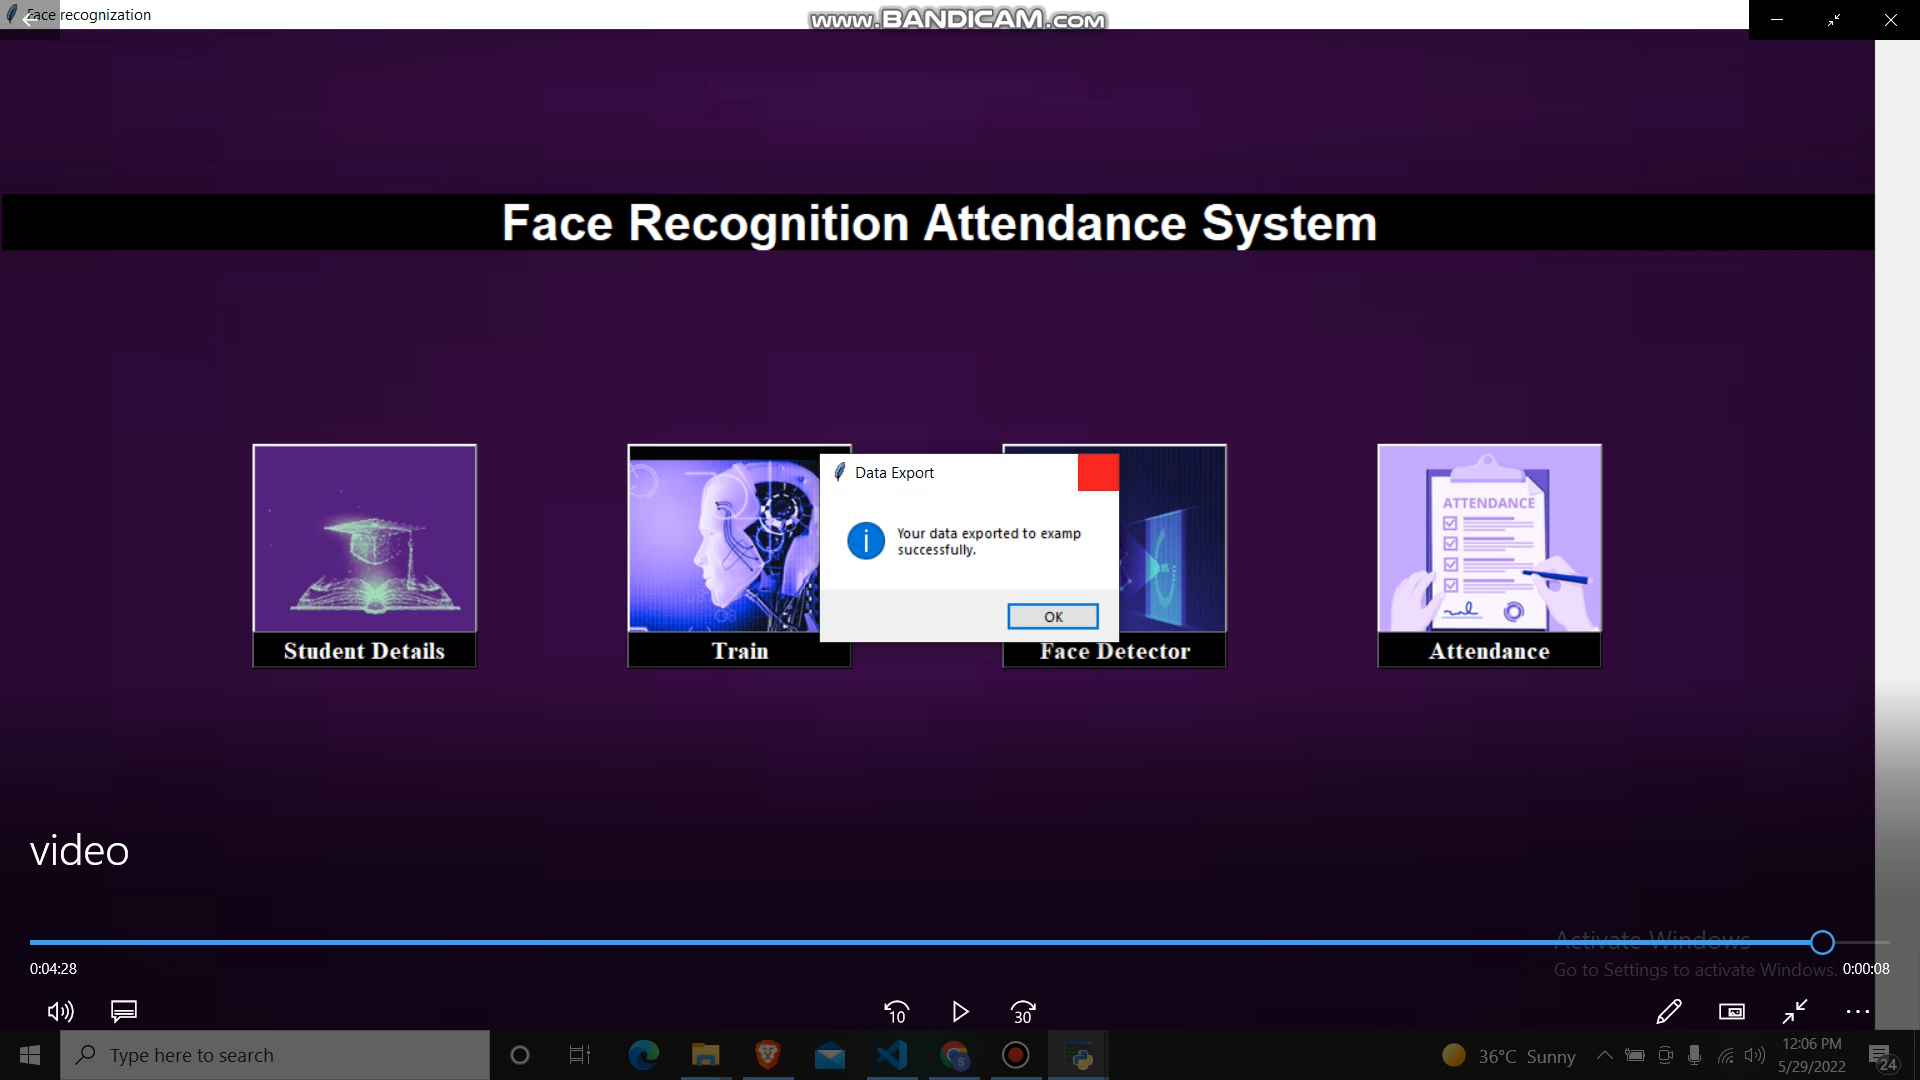 Face recognization
www.BANDICAM.com
Face Recognition Attendance System
Data Export
Your data exported to examp
successfully.
OK
ATTENDANCE
Student Details
Train
Face Detector
Attendance
video
Activate Windows
Go to Settings to activate Windows.
0:04:28
0:00:08
10
30
Type here to search
36°C Sunny
12:06 PM
5/29/2022
24